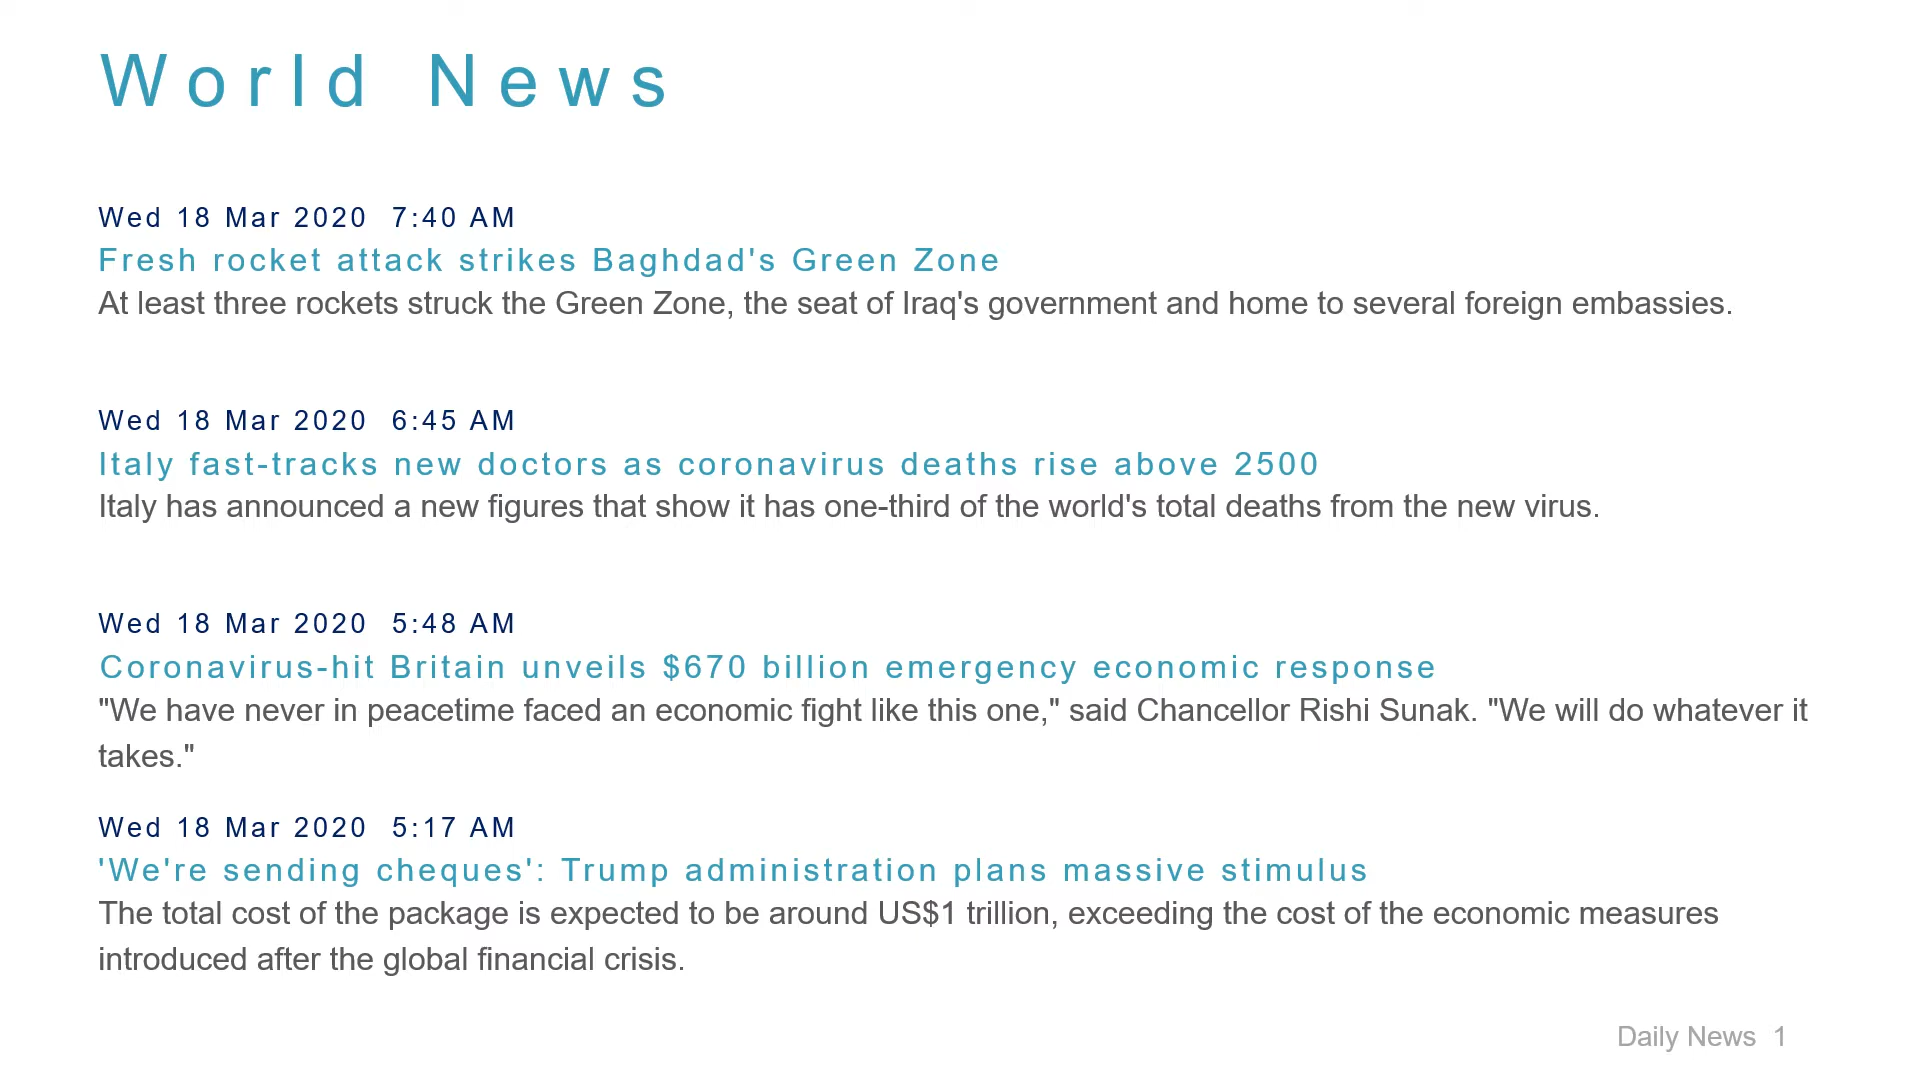 World News
Wed 18 Mar 2020  7:40 AM
Fresh rocket attack strikes Baghdad's Green Zone
At least three rockets struck the Green Zone, the seat of Iraq's government and home to several foreign embassies.
Wed 18 Mar 2020  6:45 AM
Italy fast-tracks new doctors as coronavirus deaths rise above 2500
Italy has announced a new figures that show it has one-third of the world's total deaths from the new virus.
Wed 18 Mar 2020  5:48 AM
Coronavirus-hit Britain unveils $670 billion emergency economic response
"We have never in peacetime faced an economic fight like this one," said Chancellor Rishi Sunak. "We will do whatever it
takes."
Wed 18 Mar 2020  5:17 AM
'We're sending cheques': Trump administration plans massive stimulus
The total cost of the package is expected to be around US$1 trillion, exceeding the cost of the economic measures
introduced after the global financial crisis.
Daily News  1